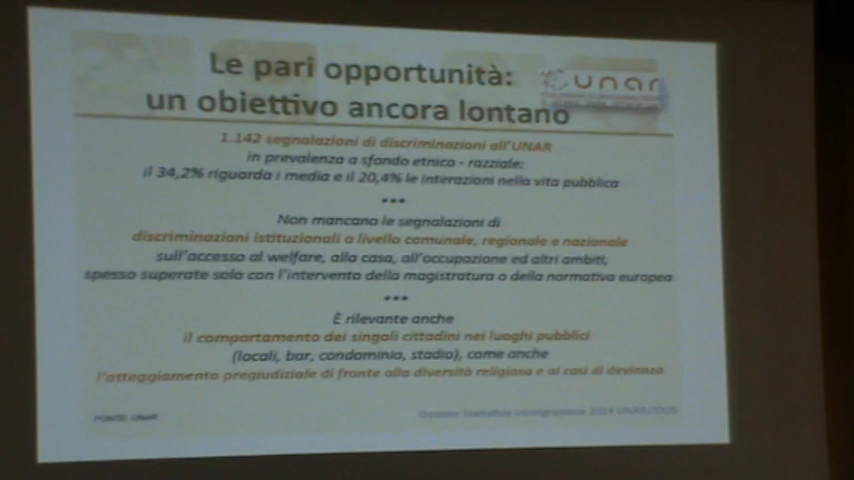 Le pari opportunità:
un obiettivo ancora lontano
unar
1.142 segnalazioni di discriminazioni all'UNAR
in prevalenza a sfondo etnico - razziale:
il 34,2% riguarda i media e il 20,4% le interazioni nella vita pubblica
***
Non mancano le segnalazioni di
discriminazioni istituzionali a livello comunale, regionale e nazionale
sull'accesso al welfare, alla casa, all'occupazione ed altri ambiti,
spesso superate solo con l'intervento della magistratura o della normativa europea
***
È rilevante anche
il comportamento dei singoli cittadini nei luoghi pubblici
(locali, bar, condominio, stadio), come anche
l'atteggiamento pregiudiziale di fronte alla diversità religiosa e ai casi di devianza
FONTE: UNAR
Dossier Statistico Immigrazione 2014 UNAR/IDOS